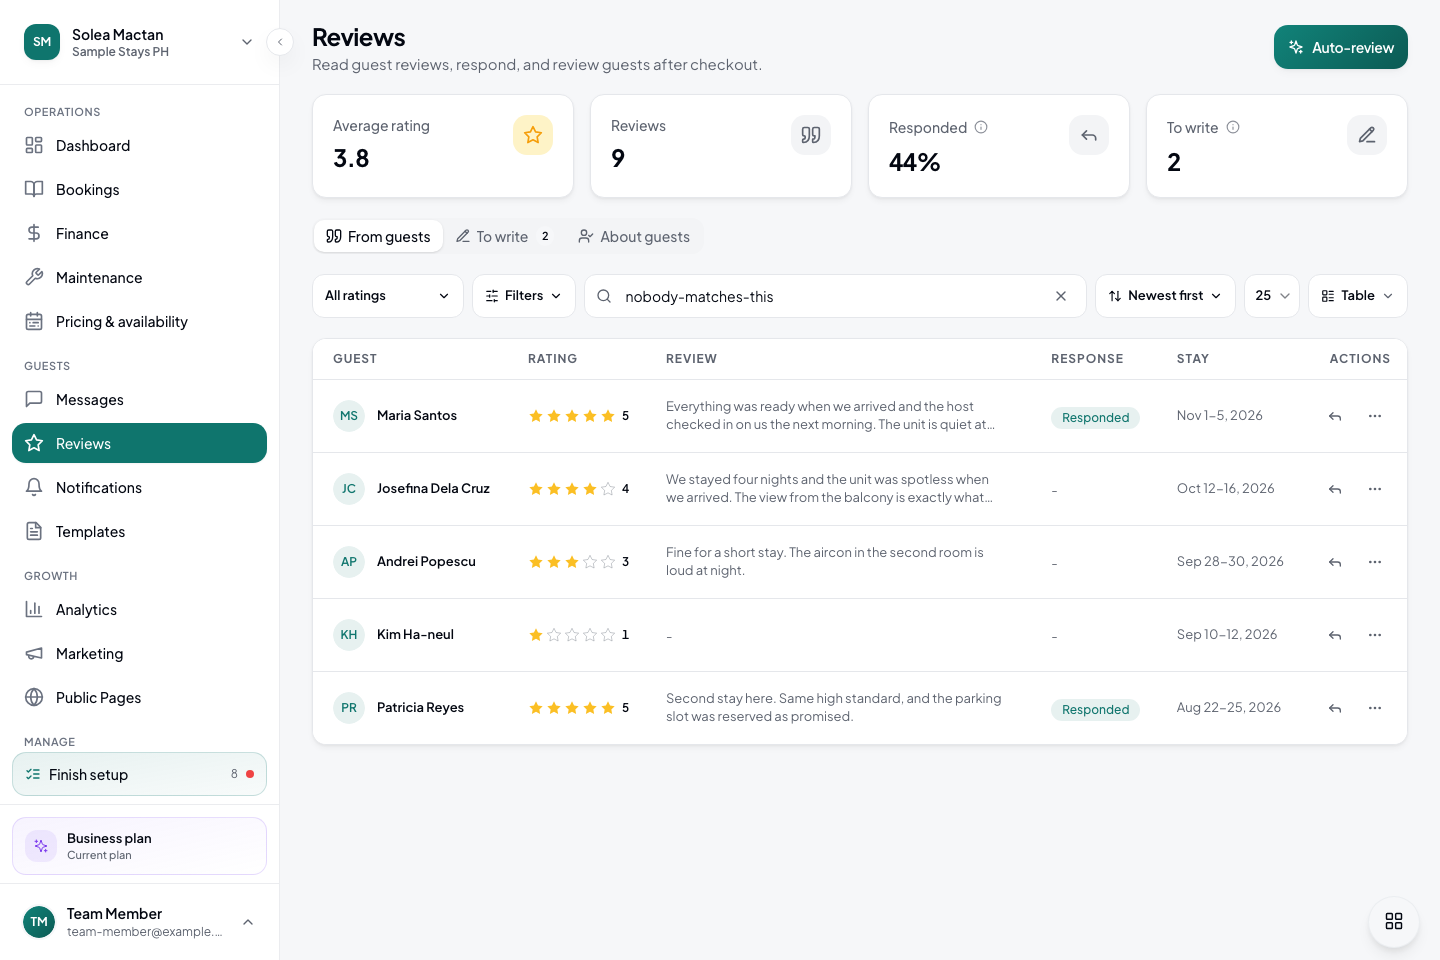 SM
Solea Mactan
Sample Stays PH
OPERATIONS
Dashboard
Bookings
Finance
Maintenance
Pricing & availability
GUESTS
Messages
Reviews
Notifications
Templates
GROWTH
Analytics
Marketing
Public Pages
MANAGE
Finish setup 8
Business plan
Current plan
TM
Team Member
team-member@example....
Reviews
Read guest reviews, respond, and review guests after checkout.
Auto-review
Average rating
3.8
Reviews
9
Responded
44%
To write
2
From guests To write 2 About guests
All ratings Filters nobody-matches-this Newest first 25 Table
GUEST RATING REVIEW RESPONSE STAY ACTIONS
MS Maria Santos 5 Everything was ready when we arrived and the host
checked in on us the next morning. The unit is quiet at... Responded Nov 1–5, 2026
JC Josefina Dela Cruz 4 We stayed four nights and the unit was spotless when
we arrived. The view from the balcony is exactly what... - Oct 12–16, 2026
AP Andrei Popescu 3 Fine for a short stay. The aircon in the second room is
loud at night. - Sep 28–30, 2026
KH Kim Ha-neul 1 - - Sep 10–12, 2026
PR Patricia Reyes 5 Second stay here. Same high standard, and the parking
slot was reserved as promised. Responded Aug 22–25, 2026